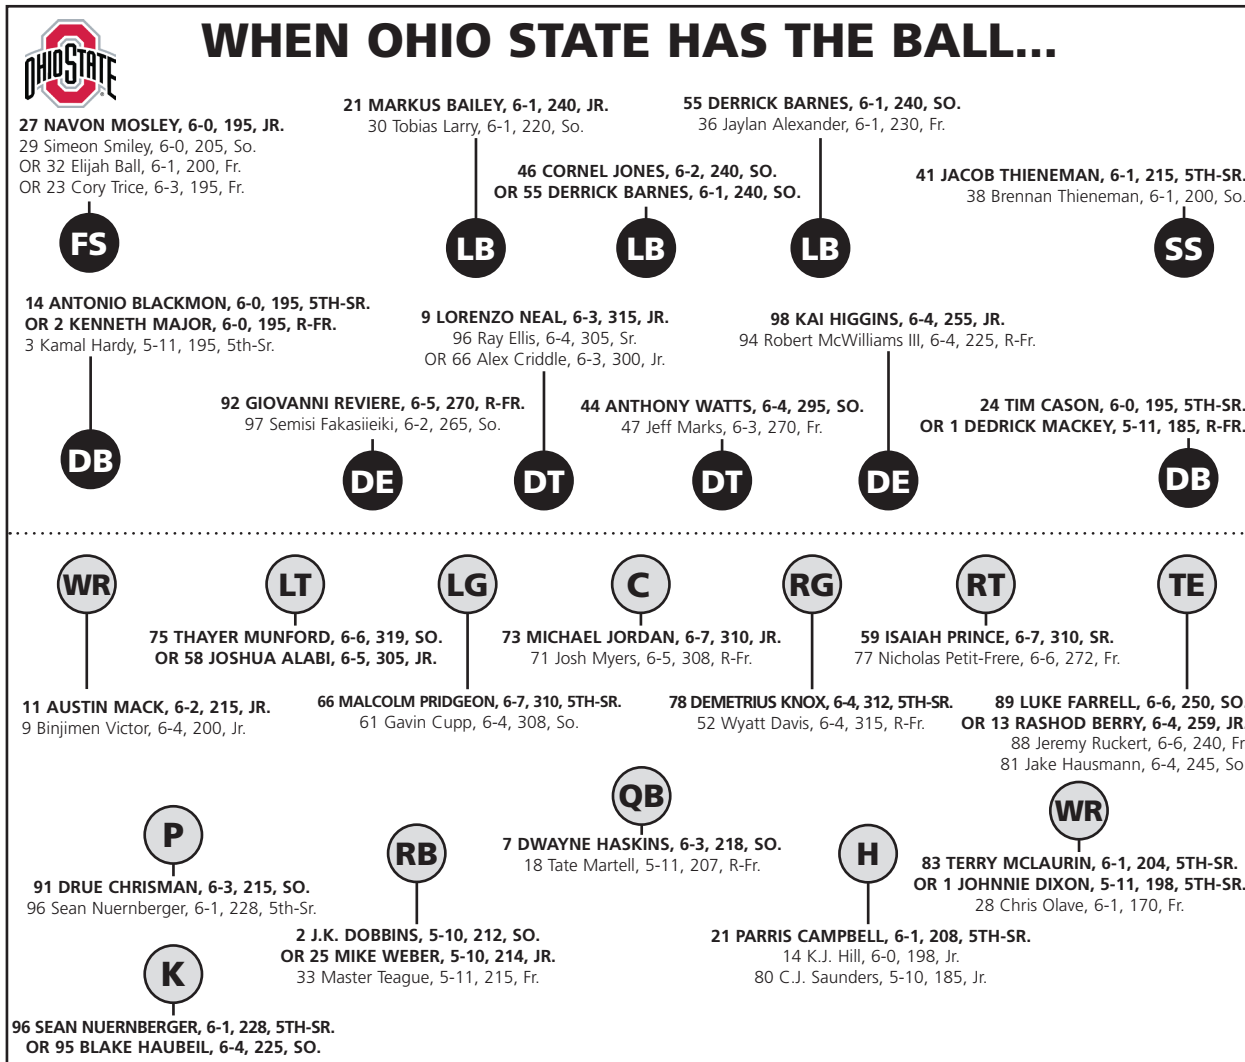 OHIO STATE
WHEN OHIO STATE HAS THE BALL...
27 NAVON MOSLEY, 6-0, 195, JR.
29 Simeon Smiley, 6-0, 205, So.
OR 32 Elijah Ball, 6-1, 200, Fr.
OR 23 Cory Trice, 6-3, 195, Fr.
FS
21 MARKUS BAILEY, 6-1, 240, JR.
30 Tobias Larry, 6-1, 220, So.
LB
46 CORNEL JONES, 6-2, 240, SO.
OR 55 DERRICK BARNES, 6-1, 240, SO.
LB
55 DERRICK BARNES, 6-1, 240, SO.
36 Jaylan Alexander, 6-1, 230, Fr.
LB
41 JACOB THIENEMAN, 6-1, 215, 5TH-SR.
38 Brennan Thieneman, 6-1, 200, So.
SS
14 ANTONIO BLACKMON, 6-0, 195, 5TH-SR.
OR 2 KENNETH MAJOR, 6-0, 195, R-FR.
3 Kamal Hardy, 5-11, 195, 5th-Sr.
DB
92 GIOVANNI REVIERE, 6-5, 270, R-FR.
97 Semisi Fakasiieiki, 6-2, 265, So.
DE
9 LORENZO NEAL, 6-3, 315, JR.
96 Ray Ellis, 6-4, 305, Sr.
OR 66 Alex Criddle, 6-3, 300, Jr.
DT
44 ANTHONY WATTS, 6-4, 295, SO.
47 Jeff Marks, 6-3, 270, Fr.
DT
98 KAI HIGGINS, 6-4, 255, JR.
94 Robert McWilliams III, 6-4, 225, R-Fr.
DE
24 TIM CASON, 6-0, 195, 5TH-SR.
OR 1 DEDRICK MACKEY, 5-11, 185, R-FR.
DB
WR
11 AUSTIN MACK, 6-2, 215, JR.
9 Binjimen Victor, 6-4, 200, Jr.
LT
75 THAYER MUNFORD, 6-6, 319, SO.
OR 58 JOSHUA ALABI, 6-5, 305, JR.
LG
66 MALCOLM PRIDGEON, 6-7, 310, 5TH-SR.
61 Gavin Cupp, 6-4, 308, So.
C
73 MICHAEL JORDAN, 6-7, 310, JR.
71 Josh Myers, 6-5, 308, R-Fr.
RG
78 DEMETRIUS KNOX, 6-4, 312, 5TH-SR.
52 Wyatt Davis, 6-4, 315, R-Fr.
RT
59 ISAIAH PRINCE, 6-7, 310, SR.
77 Nicholas Petit-Frere, 6-6, 272, Fr.
TE
89 LUKE FARRELL, 6-6, 250, SO.
OR 13 RASHOD BERRY, 6-4, 259, JR.
88 Jeremy Ruckert, 6-6, 240, Fr
81 Jake Hausmann, 6-4, 245, So
P
91 DRUE CHRISMAN, 6-3, 215, SO.
96 Sean Nuernberger, 6-1, 228, 5th-Sr.
K
96 SEAN NUERNBERGER, 6-1, 228, 5TH-SR.
OR 95 BLAKE HAUBEIL, 6-4, 225, SO.
RB
2 J.K. DOBBINS, 5-10, 212, SO.
OR 25 MIKE WEBER, 5-10, 214, JR.
33 Master Teague, 5-11, 215, Fr.
QB
7 DWAYNE HASKINS, 6-3, 218, SO.
18 Tate Martell, 5-11, 207, R-Fr.
H
21 PARRIS CAMPBELL, 6-1, 208, 5TH-SR.
14 K.J. Hill, 6-0, 198, Jr.
80 C.J. Saunders, 5-10, 185, Jr.
WR
83 TERRY MCLAURIN, 6-1, 204, 5TH-SR.
OR 1 JOHNNIE DIXON, 5-11, 198, 5TH-SR.
28 Chris Olave, 6-1, 170, Fr.